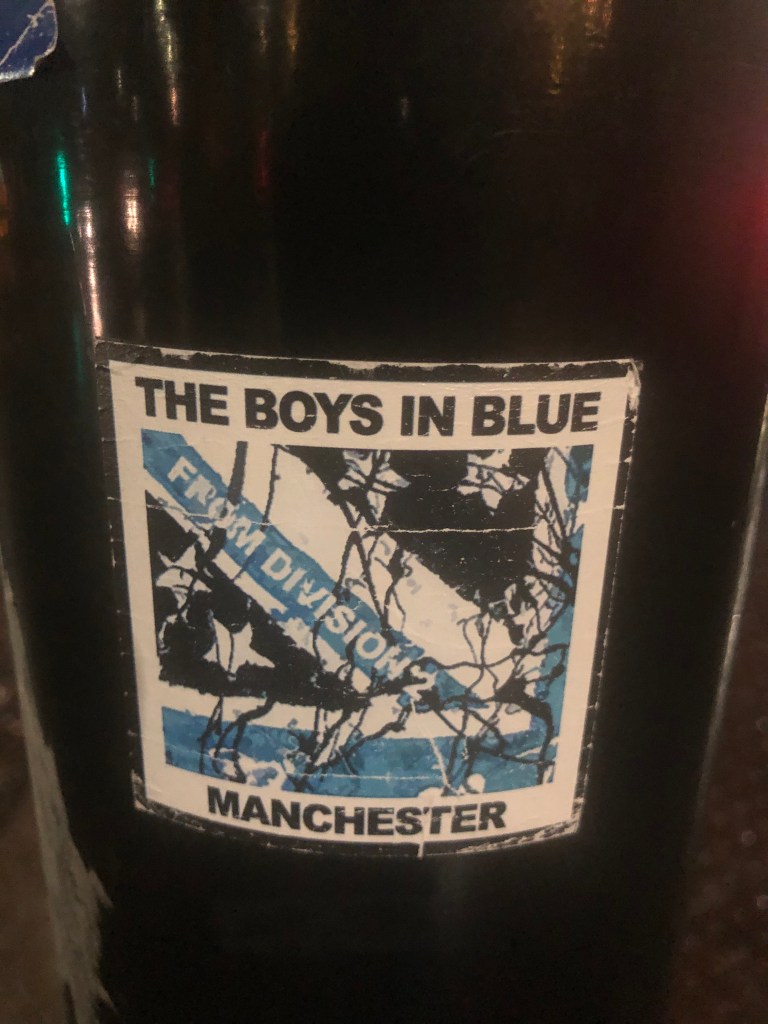 THE BOYS IN BLUE
FROM DIVISION 2
MANCHESTER